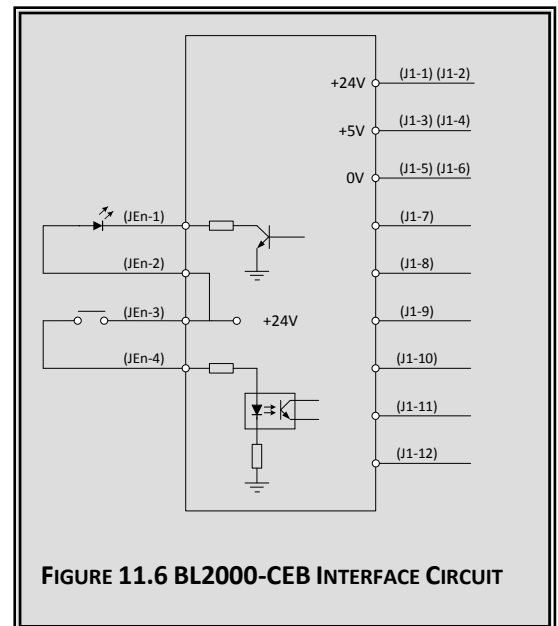 +24V (J1-1) (J1-2)
+5V (J1-3) (J1-4)
0V (J1-5) (J1-6)
(JEn-1) (J1-7)
(JEn-2) (J1-8)
(JEn-3) +24V (J1-9)
(JEn-4) (J1-10)
(J1-11)
(J1-12)
FIGURE 11.6 BL2000-CEB INTERFACE CIRCUIT